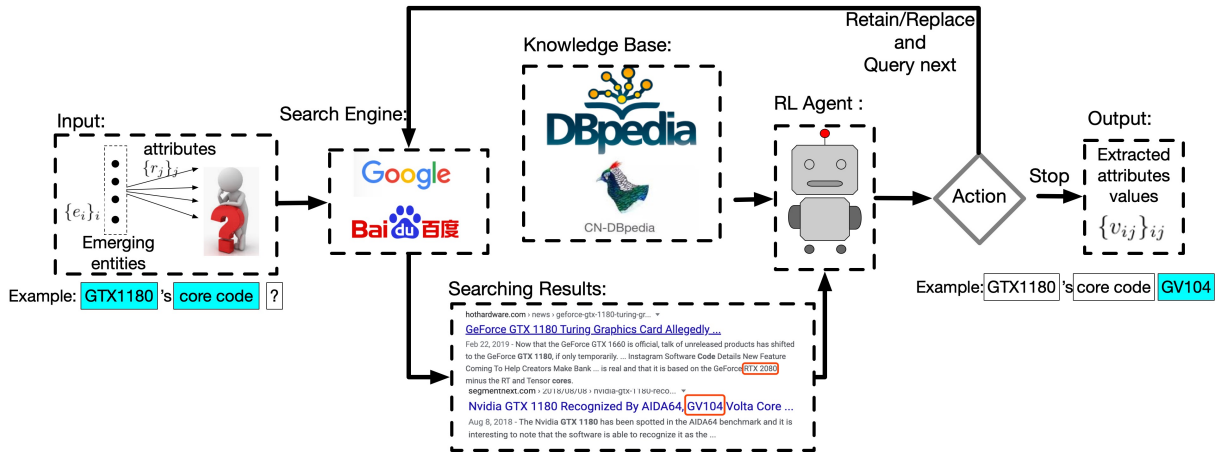 Retain/Replace
and
Query next
Knowledge Base:
Search Engine:
RL Agent :
Input:
Output:
attributes
{r_j}_j
{e_i}_i
Emerging
entities
?
Google
Bai du 百度
DBpedia
CN-DBpedia
Action
Stop
Extracted
attributes
values
{v_{ij}}_{ij}
Example: GTX1180 's core code ?
Example: GTX1180 's core code GV104
Searching Results:
hothardware.com › news › geforce-gtx-1180-turing-gr...
GeForce GTX 1180 Turing Graphics Card Allegedly ...
Feb 22, 2019 - Now that the GeForce GTX 1660 is official, talk of unreleased products has shifted
to the GeForce GTX 1180, if only temporarily. ... Instagram Software Code Details New Feature
Coming To Help Creators Make Bank ... is real and that it is based on the GeForce RTX 2080
minus the RT and Tensor cores.
segmentnext.com › 2018/08/08 › nvidia-gtx-1180-reco...
Nvidia GTX 1180 Recognized By AIDA64, GV104 Volta Core ...
Aug 8, 2018 - The Nvidia GTX 1180 has been spotted in the AIDA64 benchmark and it is
interesting to note that the software is able to recognize it as the ...